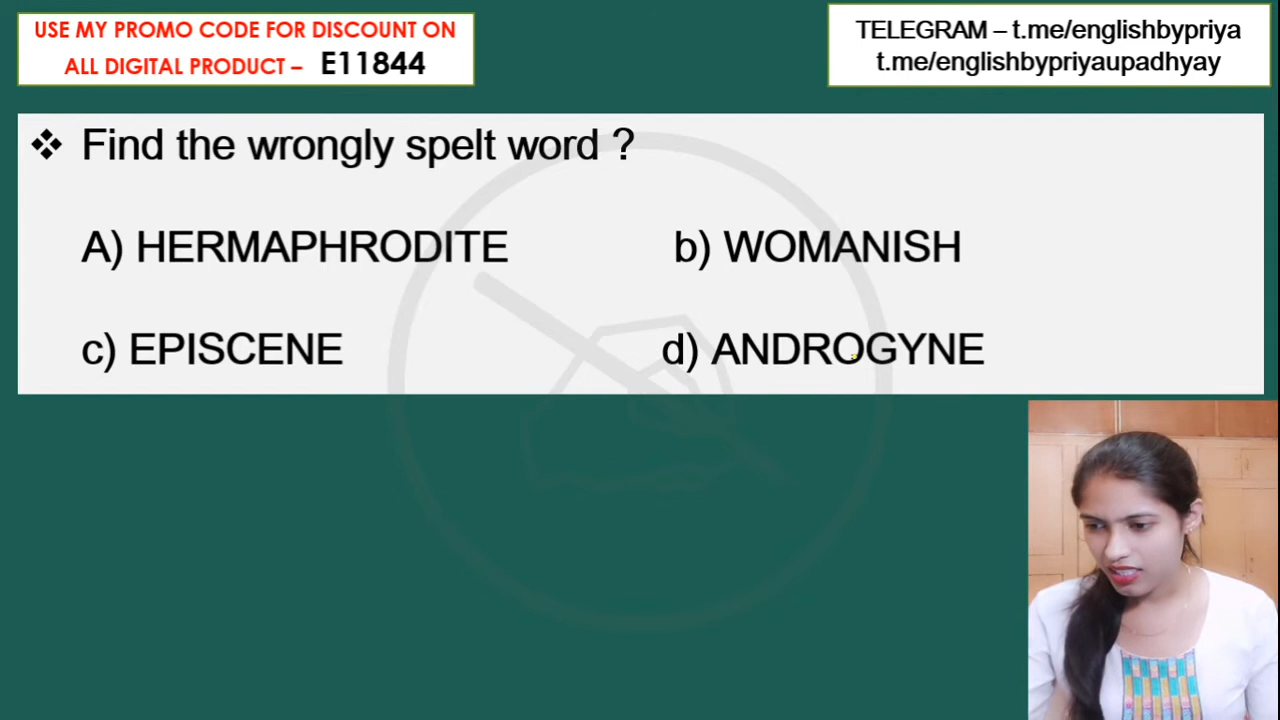 USE MY PROMO CODE FOR DISCOUNT ON
ALL DIGITAL PRODUCT – E11844
TELEGRAM – t.me/englishbypriya
t.me/englishbypriyaupadhyay
❖ Find the wrongly spelt word ?
A) HERMAPHRODITE b) WOMANISH
c) EPISCENE d) ANDROGYNE